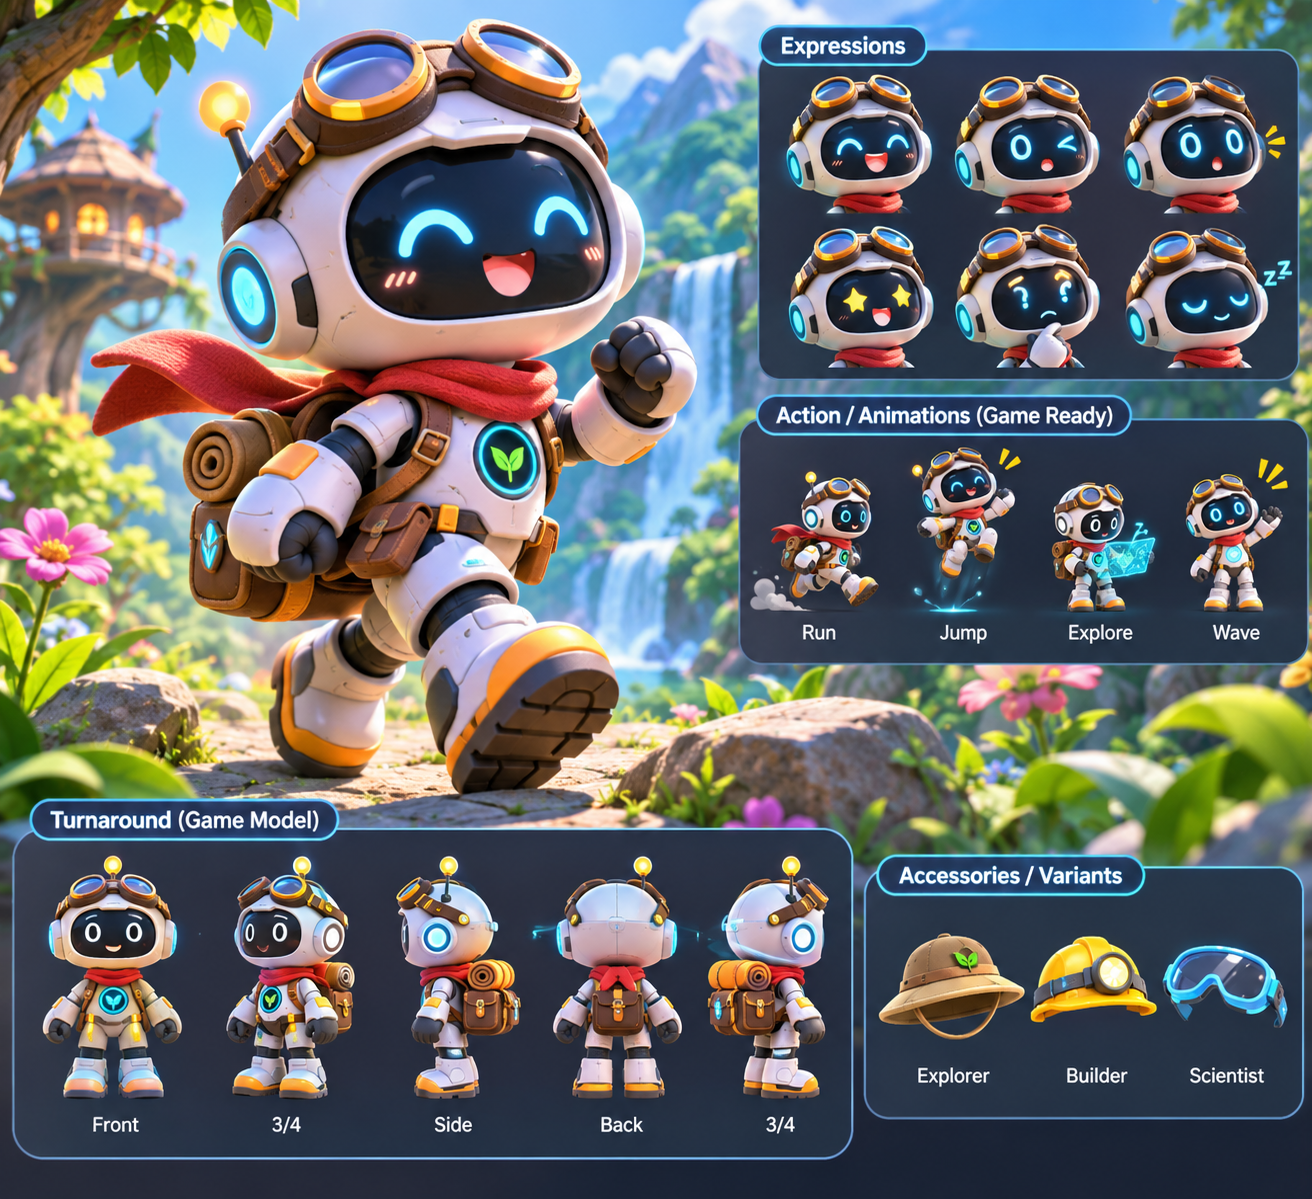 Expressions
z z
Action / Animations (Game Ready)
z
Run
Jump
Explore
Wave
Turnaround (Game Model)
Front
3/4
Side
Back
3/4
Accessories / Variants
Explorer
Builder
Scientist